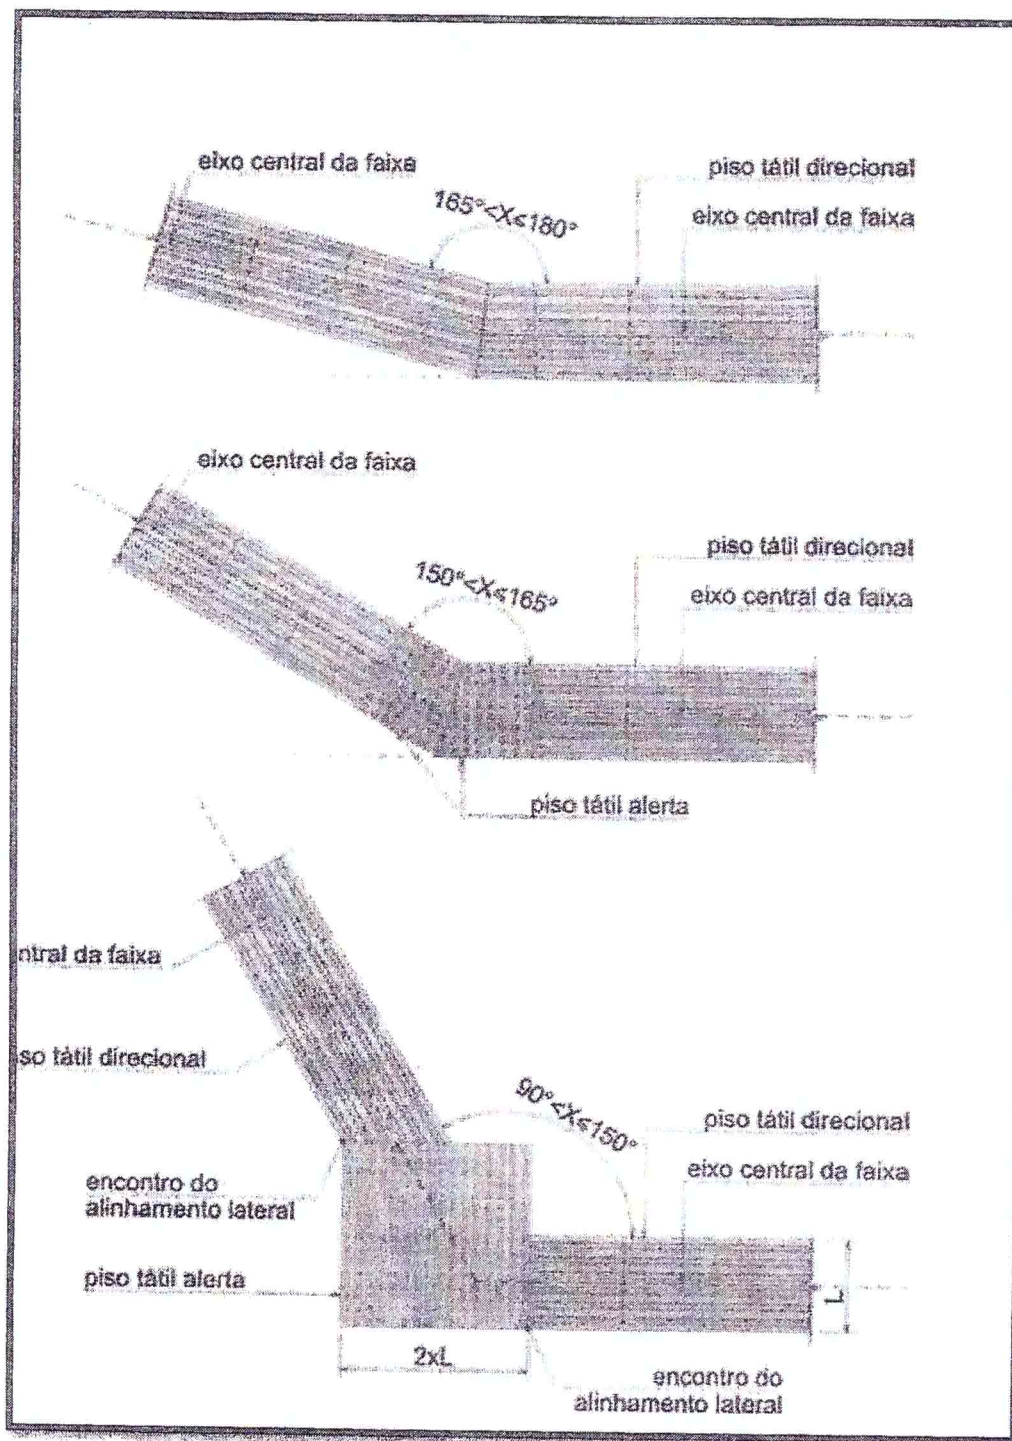 eixo central da faixa
165°<X≤180°
piso tátil direcional
eixo central da faixa
eixo central da faixa
150°<X≤165°
piso tátil direcional
eixo central da faixa
piso tátil alerta
ntral da faixa
so tátil direcional
90°<X≤150°
piso tátil direcional
eixo central da faixa
encontro do
alinhamento lateral
piso tátil alerta
L
2xL
encontro do
alinhamento lateral